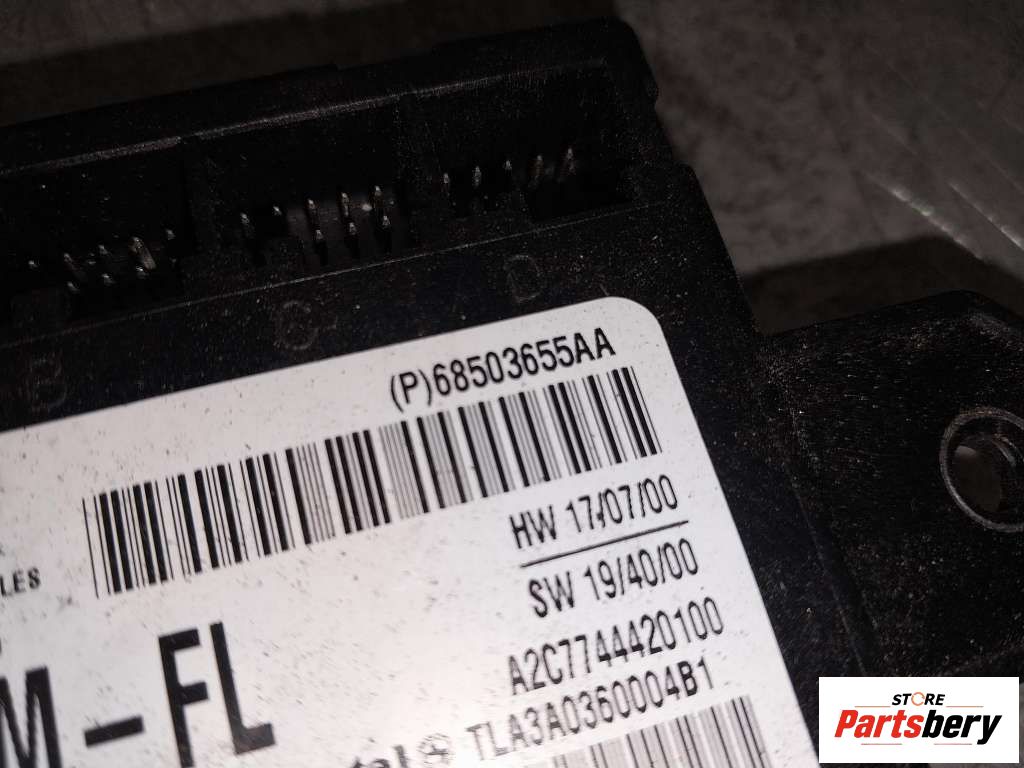 B C D
(P)68503655AA
HW 17/07/00
LES
SW 19/40/00
A2C7744420100
M-FL
TLA3A0360004B1
STORE
Partsbery